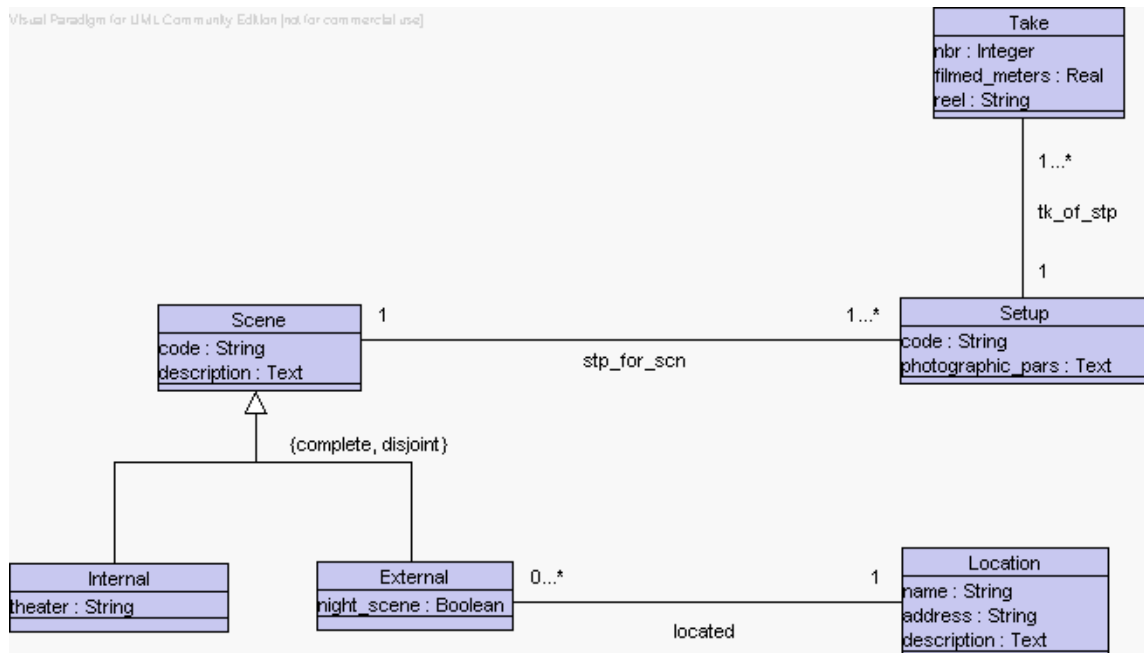 Visual Paradigm for UML Community Edition [not for commercial use]
Take
nbr : Integer
filmed_meters : Real
reel : String
1...*
tk_of_stp
1
Scene
code : String
description : Text
1
1...*
stp_for_scn
Setup
code : String
photographic_pars : Text
{complete, disjoint}
Internal
theater : String
External
night_scene : Boolean
0...*
1
located
Location
name : String
address : String
description : Text